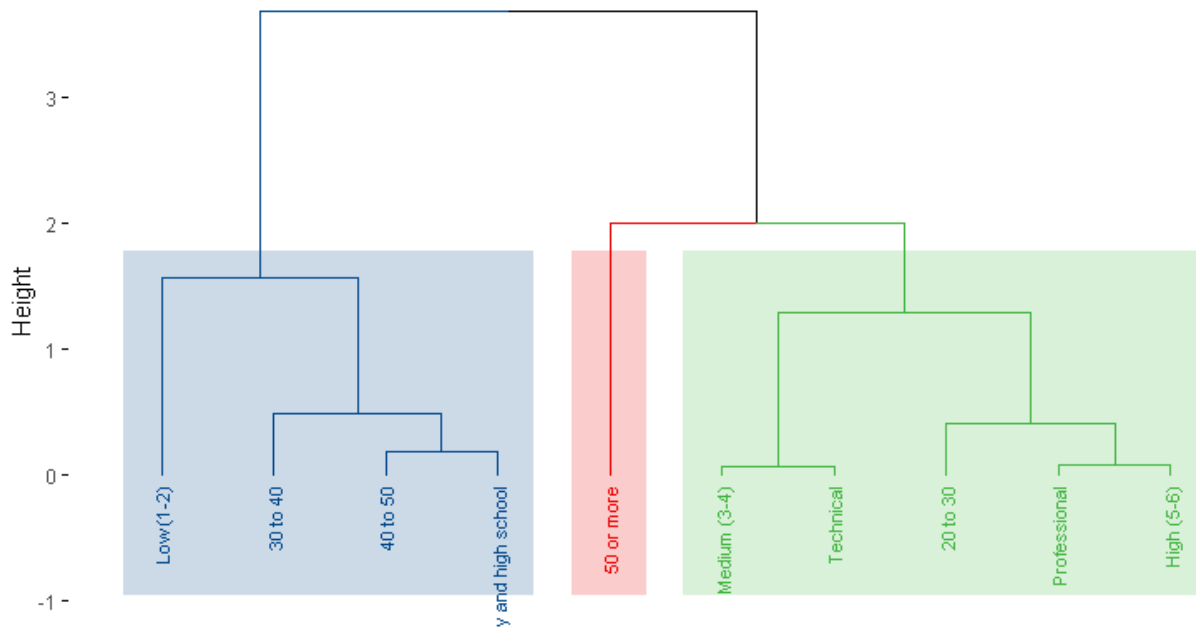 Height
3
2
1
0
-1
Low (1-2)
30 to 40
40 to 50
y and high school
50 or more
Medium (3-4)
Technical
20 to 30
Professional
High (5-6)